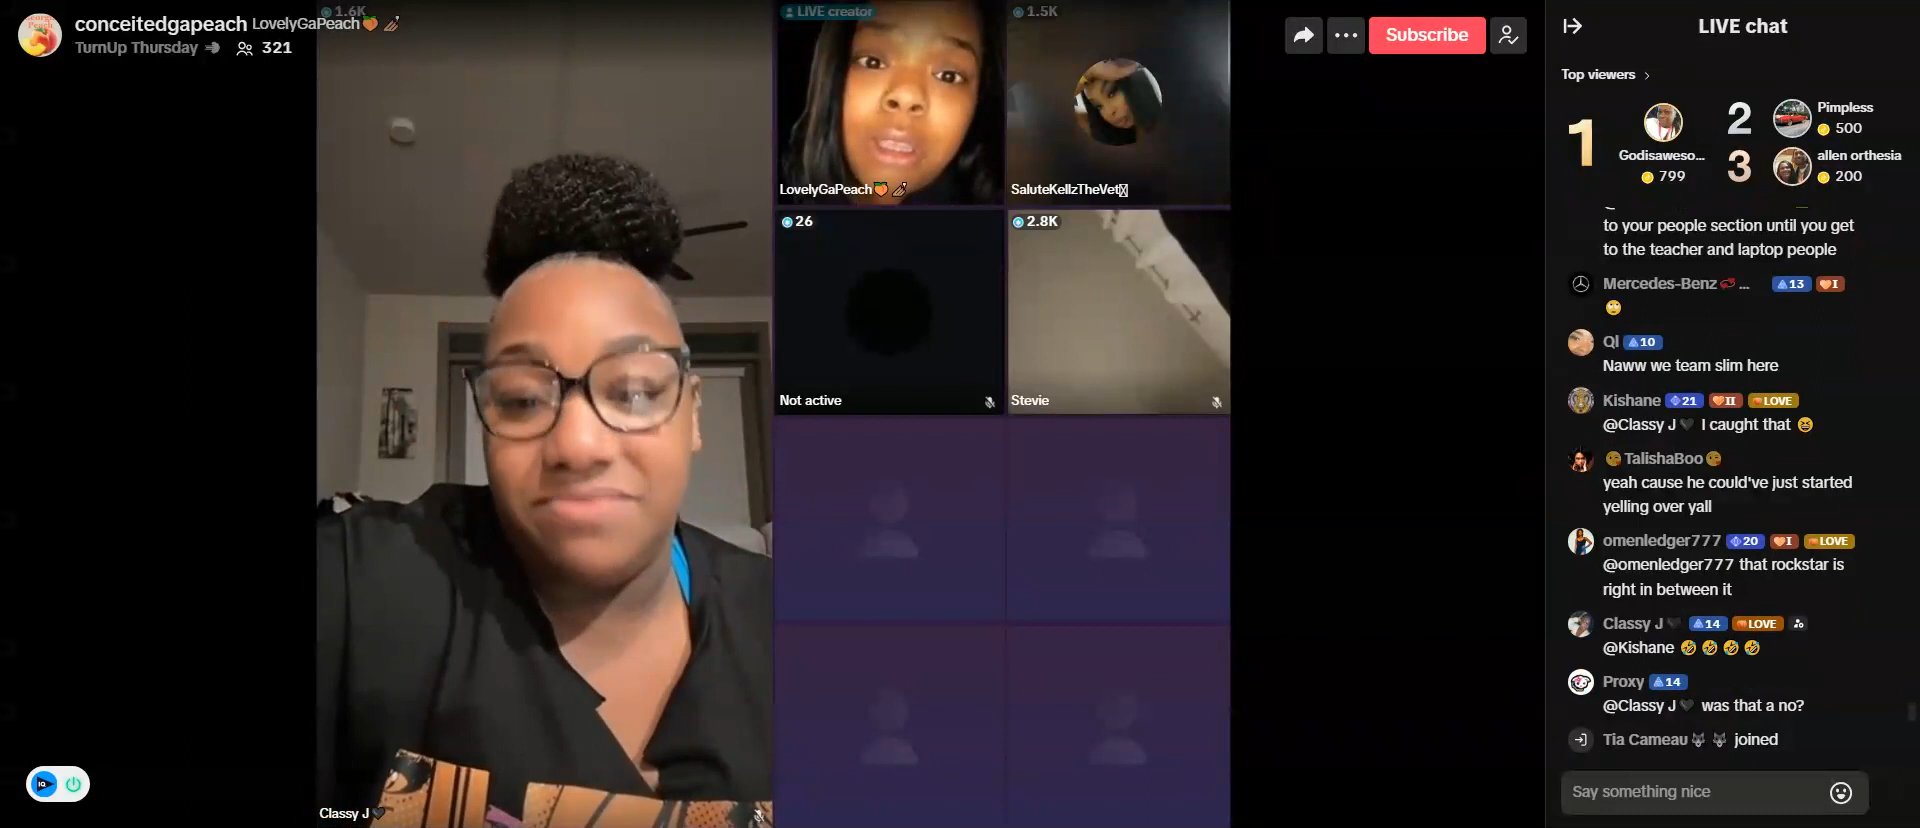 conceitedgapeach LovelyGaPeach🍑💅🏾
TurnUp Thursday
321
1.6K
LIVE creator
1.5K
LovelyGaPeach🍑💅🏾
SaluteKellzTheVet
26
2.8K
Not active
Stevie
Classy J🖤
Subscribe
LIVE chat
Top viewers
1
Godisaweso...
799
2
Pimpless
500
3
allen orthesia
200
to your people section until you get
to the teacher and laptop people
Mercedes-Benz ... 13 I
🙄
Ql 10
Naww we team slim here
Kishane 21 II LOVE
@Classy J🖤 I caught that 😆
😘TalishaBoo😘
yeah cause he could've just started
yelling over yall
omenledger777 20 I LOVE
@omenledger777 that rockstar is
right in between it
Classy J🖤 14 LOVE
@Kishane 🤣🤣🤣🤣
Proxy 14
@Classy J🖤 was that a no?
Tia Cameau🐺🐺 joined
Say something nice